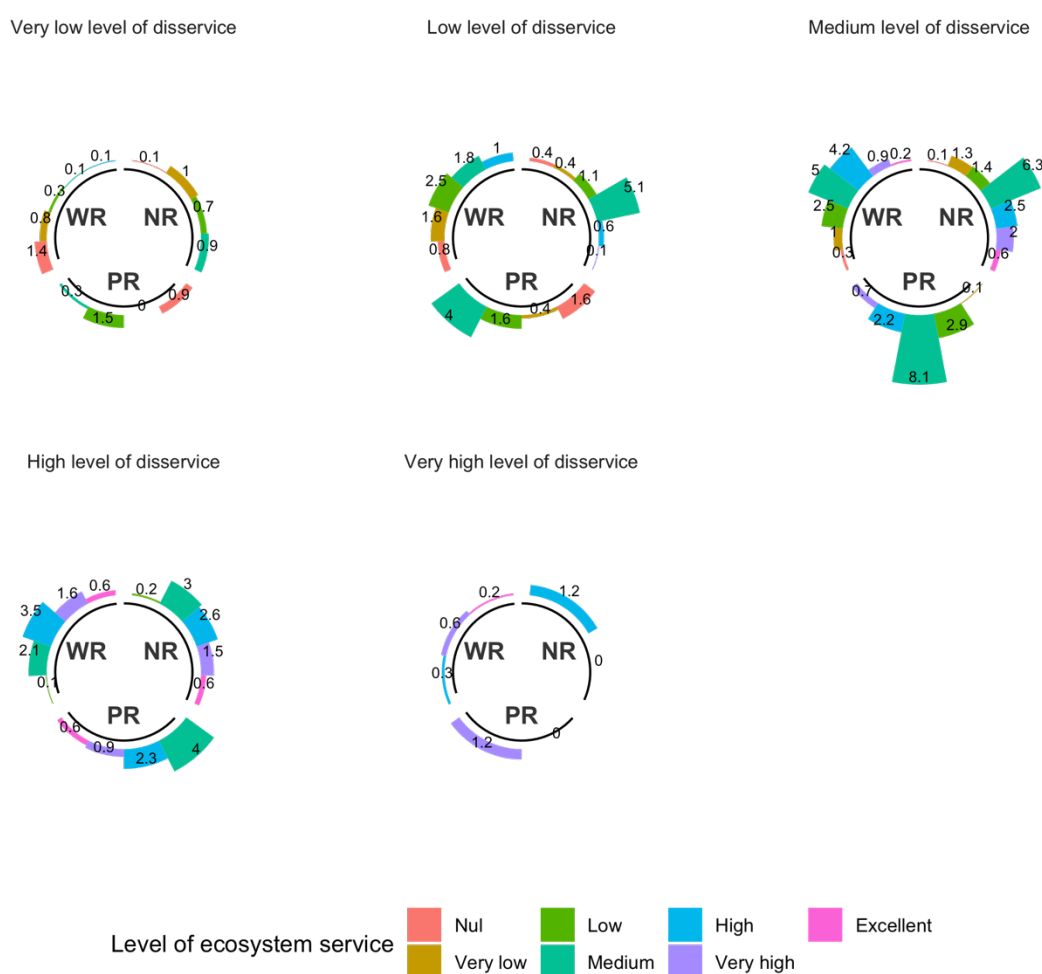 Very low level of disservice
Low level of disservice
Medium level of disservice
0.1
0.1
0.1
1
0.3
0.7
0.8
WR
NR
1.4
0.9
PR
0.3
0
0.9
1.5
1
0.4
1.8
0.4
2.5
1.1
5.1
1.6
WR
NR
0.6
0.8
0.1
PR
1.6
4
1.6
0.4
4.2
0.9
0.2
0.1
1.3
1.4
6.3
5
2.5
WR
NR
2.5
1
2
0.3
0.6
PR
0.7
0.1
2.2
2.9
8.1
High level of disservice
Very high level of disservice
1.6
0.6
0.2
3
3.5
2.6
2.1
WR
NR
1.5
0.1
0.6
PR
0.6
0.9
2.3
4
0.2
1.2
0.6
WR
NR
0
0.3
PR
1.2
0
Level of ecosystem service
Nul
Low
High
Excellent
Very low
Medium
Very high